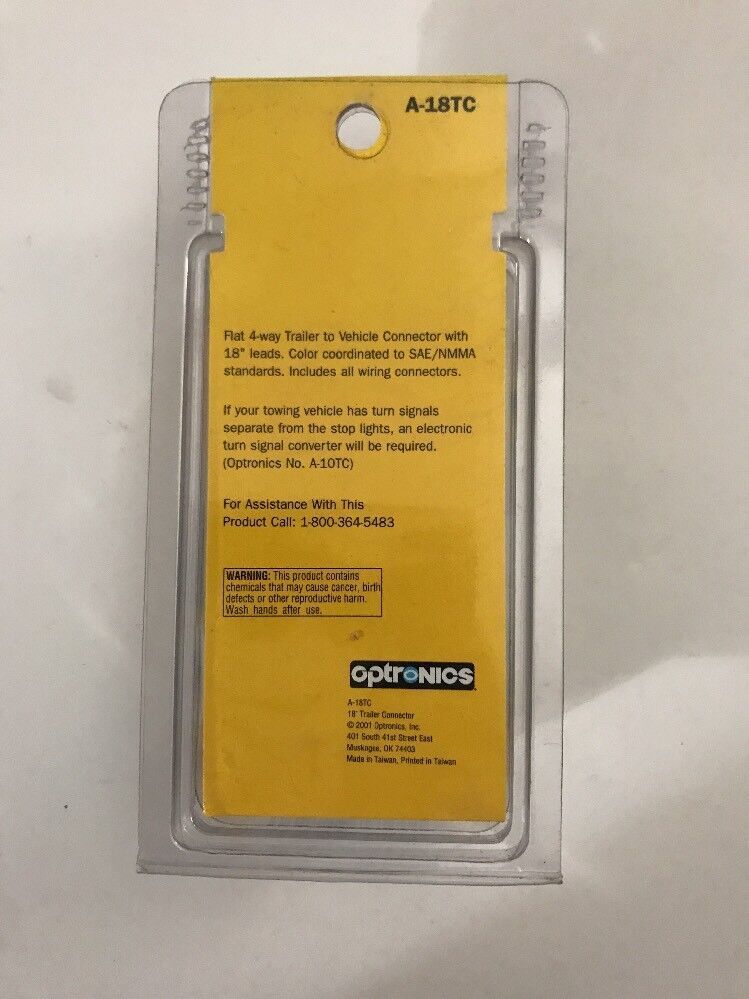 A-18TC
Flat 4-way Trailer to Vehicle Connector with
18" leads. Color coordinated to SAE/NMMA
standards. Includes all wiring connectors.
If your towing vehicle has turn signals
separate from the stop lights, an electronic
turn signal converter will be required.
(Optronics No. A-10TC)
For Assistance With This
Product Call: 1-800-364-5483
WARNING: This product contains
chemicals that may cause cancer, birth
defects or other reproductive harm.
Wash hands after use.
optronics
A-18TC
18" Trailer Connector
© 2001 Optronics, Inc.
401 South 41st Street East
Muskogee, OK 74403
Made in Taiwan, Printed in Taiwan